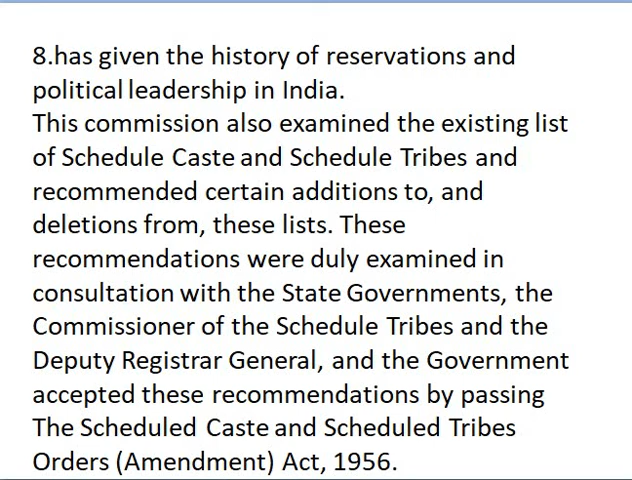 8.has given the history of reservations and
political leadership in India.
This commission also examined the existing list
of Schedule Caste and Schedule Tribes and
recommended certain additions to, and
deletions from, these lists. These
recommendations were duly examined in
consultation with the State Governments, the
Commissioner of the Schedule Tribes and the
Deputy Registrar General, and the Government
accepted these recommendations by passing
The Scheduled Caste and Scheduled Tribes
Orders (Amendment) Act, 1956.